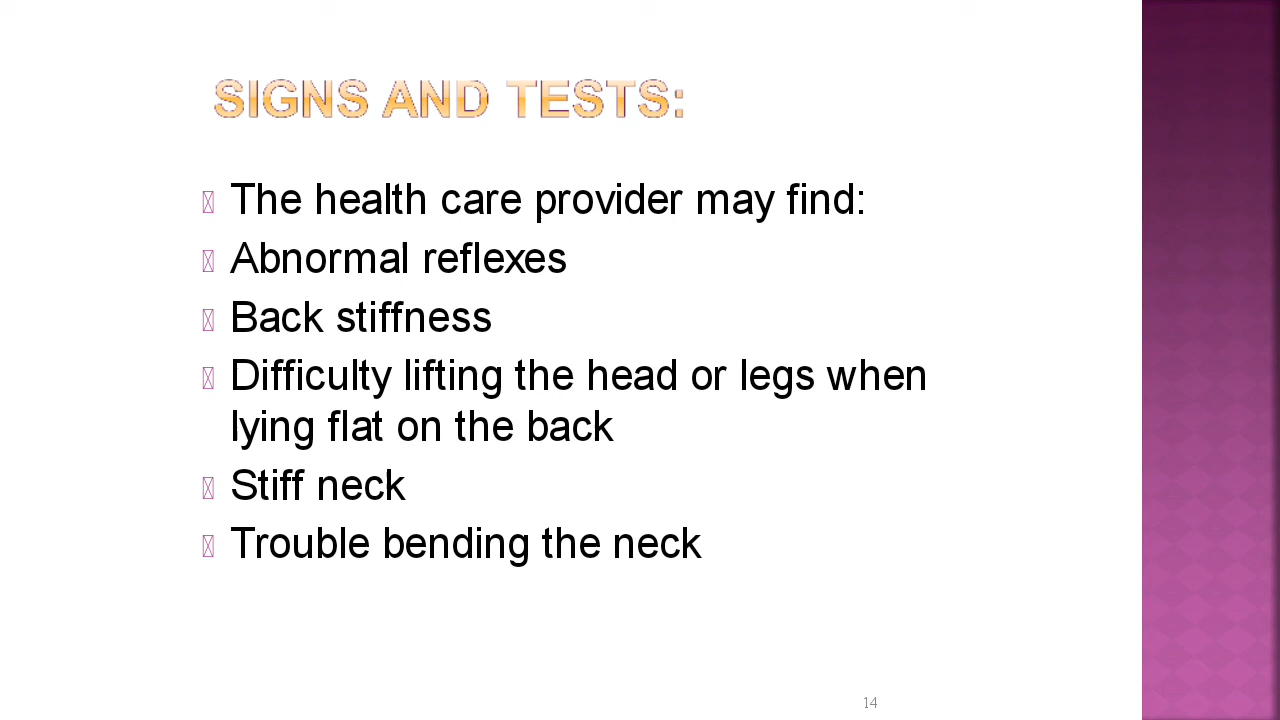 SIGNS AND TESTS:
The health care provider may find:
Abnormal reflexes
Back stiffness
Difficulty lifting the head or legs when
lying flat on the back
Stiff neck
Trouble bending the neck
14